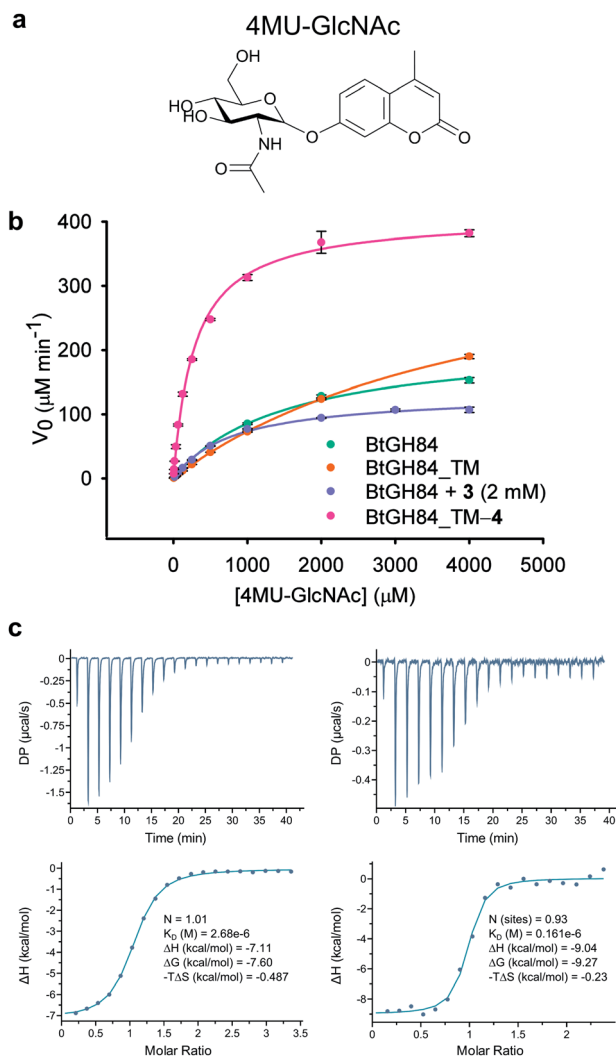 a
4MU-GlcNAc
OH
HO
HO
O
O
O
O
NH
O
b
400
300
200
100
0
V0 (µM min⁻¹)
BtGH84
BtGH84_TM
BtGH84 + 3 (2 mM)
BtGH84_TM–4
0 1000 2000 3000 4000 5000
[4MU-GlcNAc] (µM)
c
0
-0.25
-0.5
-0.75
-1
-1.25
-1.5
DP (µcal/s)
0 5 10 15 20 25 30 35 40
Time (min)
0
-0.1
-0.2
-0.3
-0.4
DP (µcal/s)
0 5 10 15 20 25 30 35 40
Time (min)
0
-1
-2
-3
-4
-5
-6
-7
ΔH (kcal/mol)
N = 1.01
KD (M) = 2.68e-6
ΔH (kcal/mol) = -7.11
ΔG (kcal/mol) = -7.60
-TΔS (kcal/mol) = -0.487
0 0.5 1 1.5 2 2.5 3 3.5
Molar Ratio
0
-2
-4
-6
-8
ΔH (kcal/mol)
N (sites) = 0.93
KD (M) = 0.161e-6
ΔH (kcal/mol) = -9.04
ΔG (kcal/mol) = -9.27
-TΔS (kcal/mol) = -0.23
0 0.5 1 1.5 2
Molar Ratio